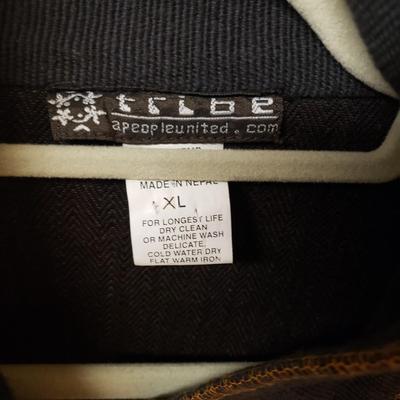 tribe
apeopleunited.com
MADE IN NEPAL
XL
FOR LONGEST LIFE
DRY CLEAN
OR MACHINE WASH
DELICATE,
COLD WATER DRY
FLAT WARM IRON